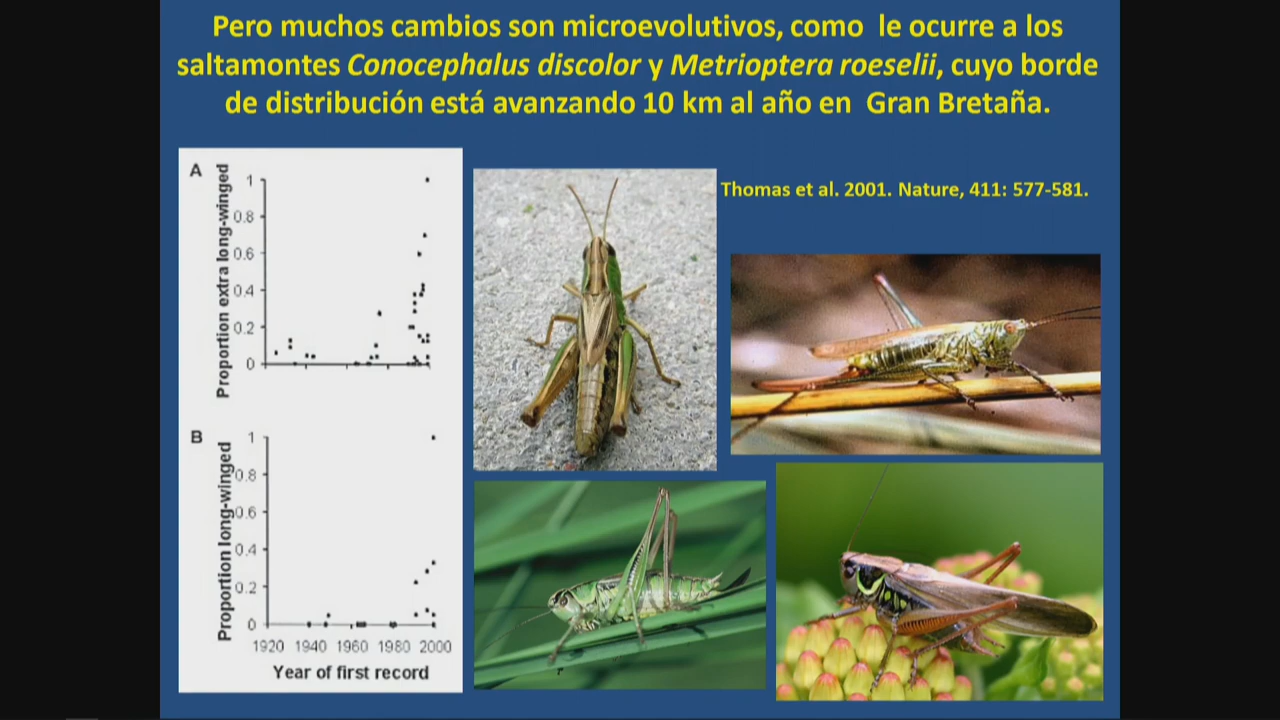 Pero muchos cambios son microevolutivos, como le ocurre a los
saltamontes Conocephalus discolor y Metrioptera roeselii, cuyo borde
de distribución está avanzando 10 km al año en Gran Bretaña.
Thomas et al. 2001. Nature, 411: 577-581.
A
Proportion extra long-winged
1
0.8
0.6
0.4
0.2
0
B
Proportion long-winged
1
0.8
0.6
0.4
0.2
0
1920 1940 1960 1980 2000
Year of first record